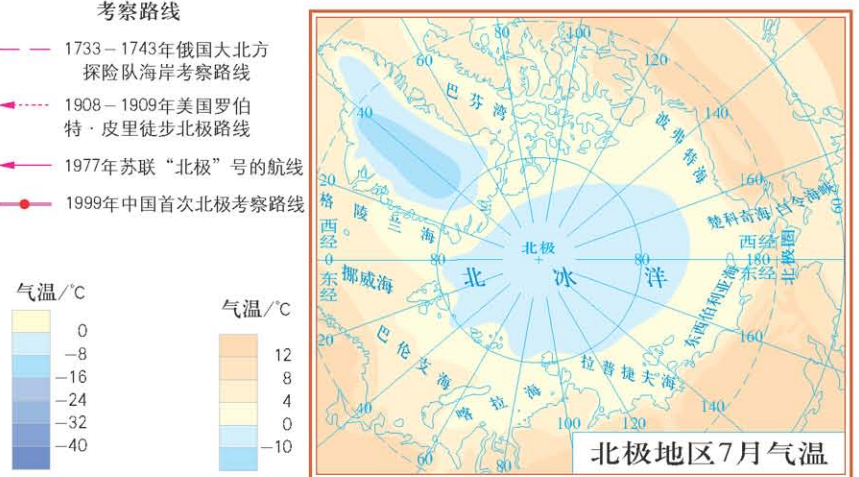 考察路线
1733－1743年俄国大北方
探险队海岸考察路线
1908－1909年美国罗伯
特·皮里徒步北极路线
1977年苏联“北极”号的航线
1999年中国首次北极考察路线
气温/℃
0
－8
－16
－24
－32
－40
气温/℃
12
8
4
0
－10
60
80
100
120
巴芬湾
40
波弗特海
140
20
160
楚科奇海
白令海峡
60°
格陵兰海
西经
0
东经
80
北极
80
西经
180
东经
北极圈
挪威海
北冰洋
东西伯利亚海
20
巴伦支海
160
拉普捷夫海
喀拉海
40
60
80
100
120
140
北极地区7月气温